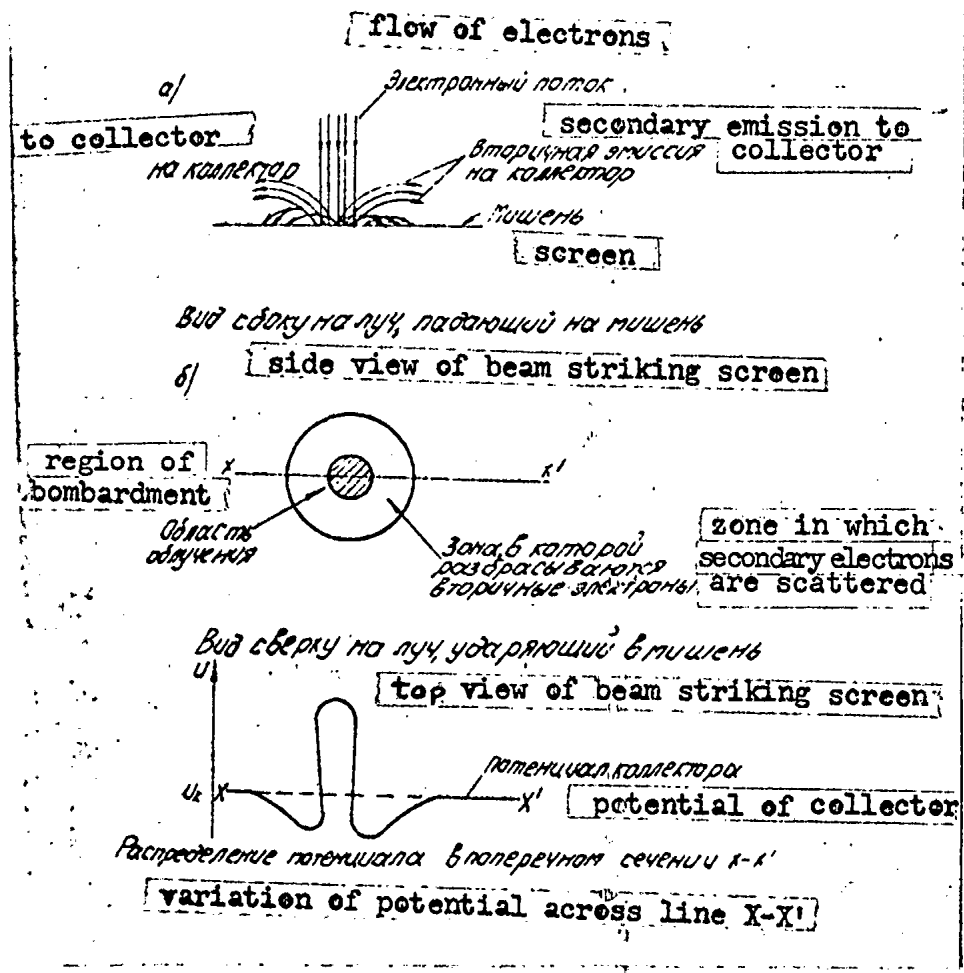 flow of electrons
а/
Электронный поток
to collector
secondary emission to
collector
на коллектор
Вторичная эмиссия
на коллектор
Мишень
screen
Вид сбоку на луч, падающий на мишень
side view of beam striking screen
б/
region of
bombardment
X
X'
Область
облучения
Зона, в которой
разбрасываются
вторичные электроны
zone in which
secondary electrons
are scattered
Вид сверху на луч, ударяющий в мишень
U
top view of beam striking screen
Потенциал коллектора
Uк X
X'
potential of collector
Распределение потенциала в поперечном сечении X-X'
variation of potential across line X-X'